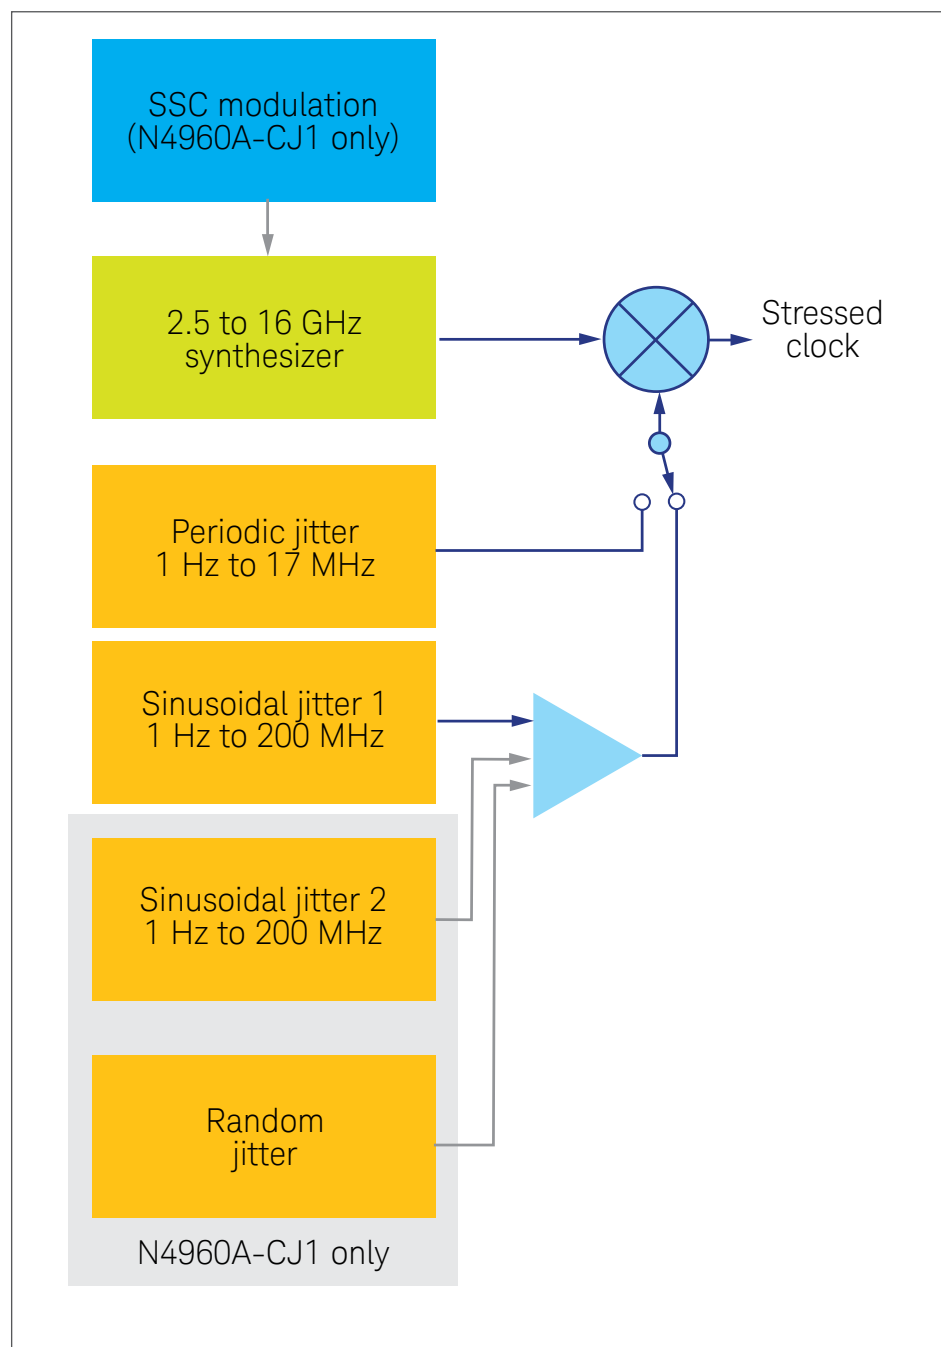 SSC modulation
(N4960A-CJ1 only)
2.5 to 16 GHz
synthesizer
Stressed
clock
Periodic jitter
1 Hz to 17 MHz
Sinusoidal jitter 1
1 Hz to 200 MHz
Sinusoidal jitter 2
1 Hz to 200 MHz
Random
jitter
N4960A-CJ1 only